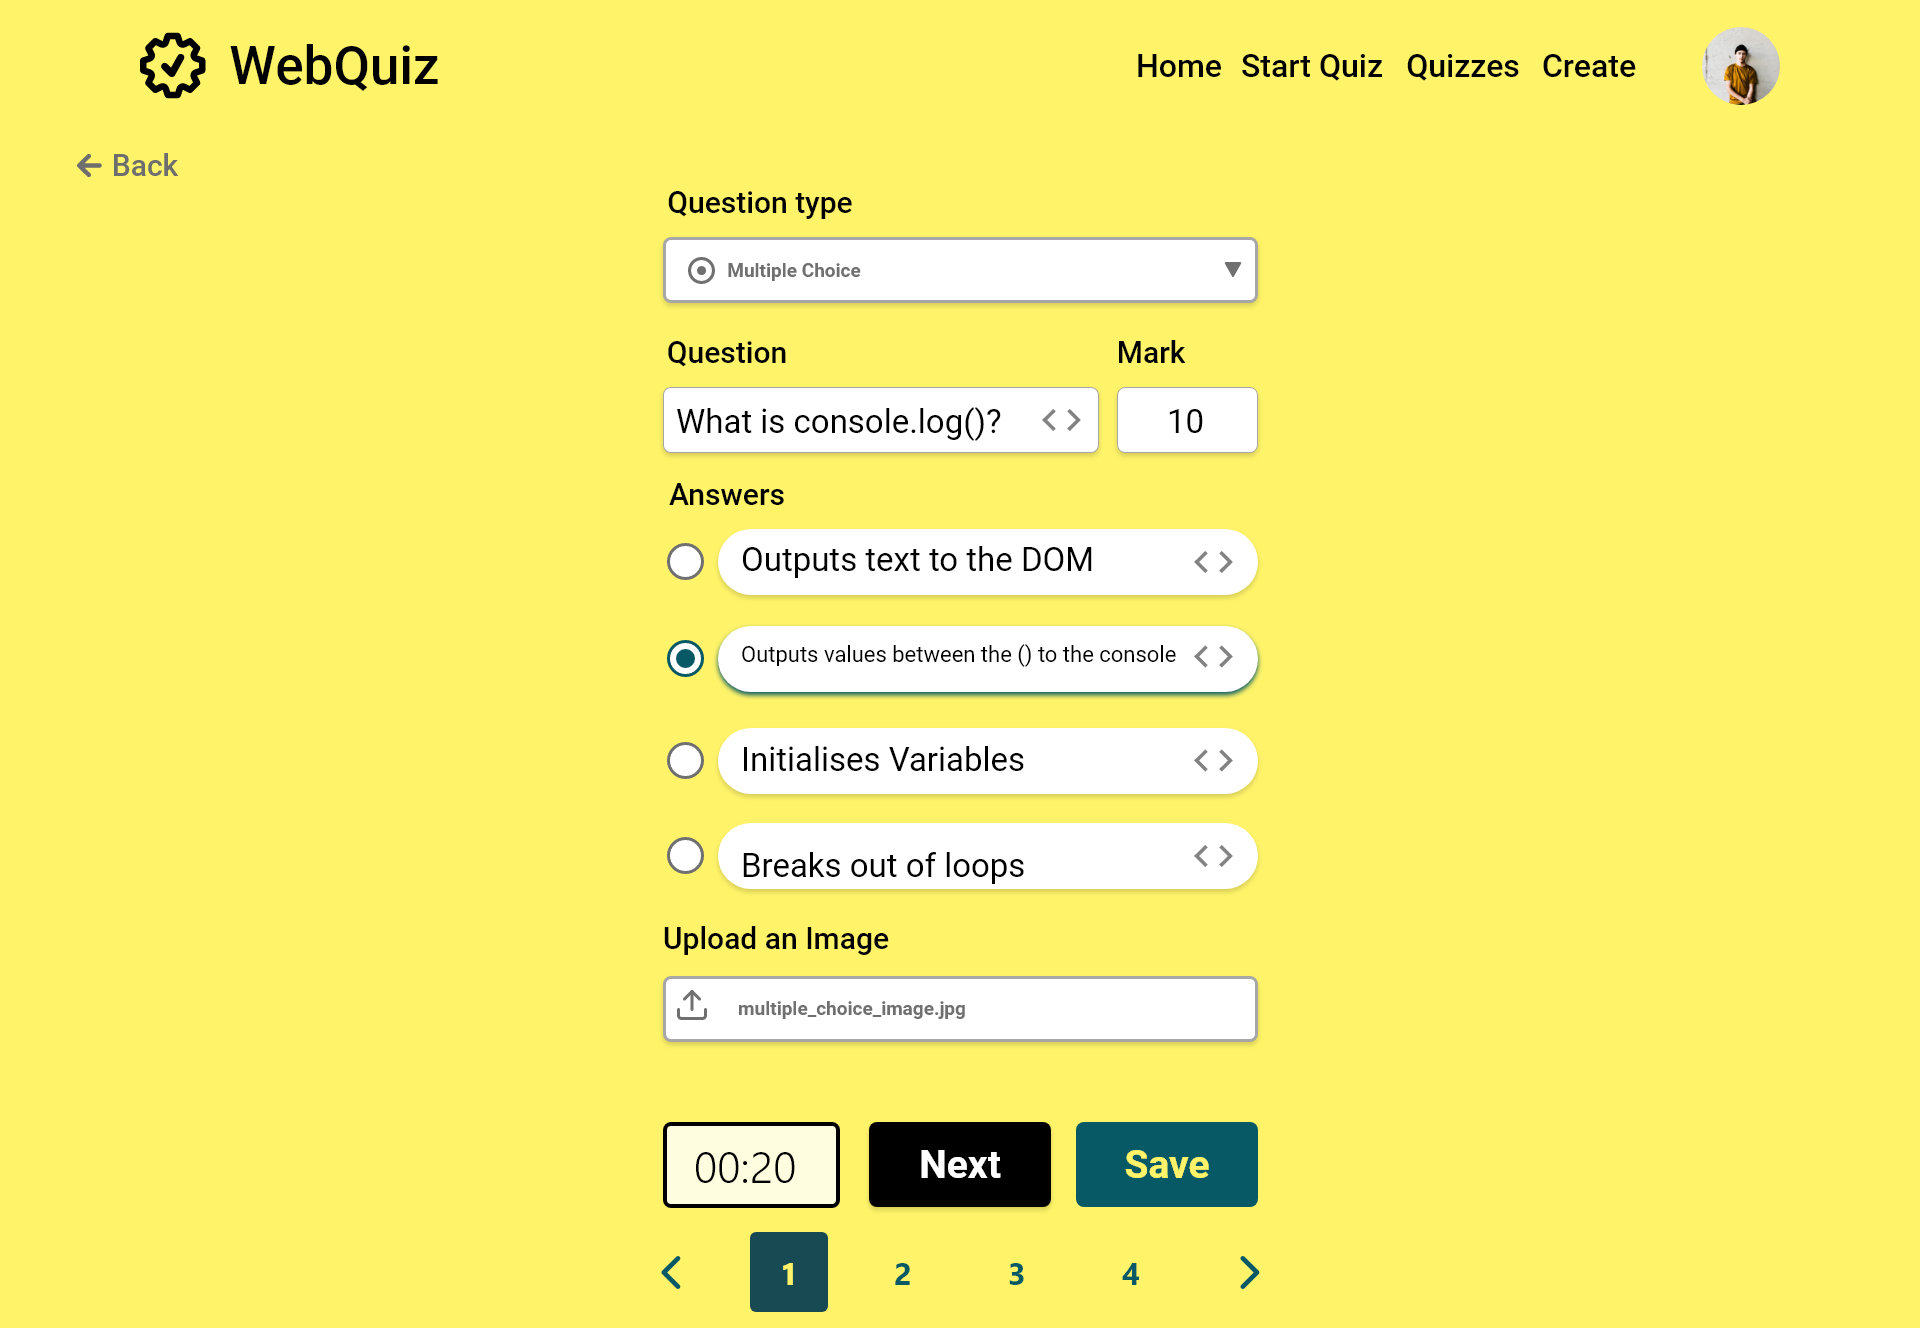 WebQuiz
Home Start Quiz Quizzes Create
Back
Question type
Multiple Choice
Question Mark
What is console.log()? < > 10
Answers
Outputs text to the DOM < >
Outputs values between the () to the console < >
Initialises Variables < >
Breaks out of loops < >
Upload an Image
multiple_choice_image.jpg
00:20 Next Save
1 2 3 4